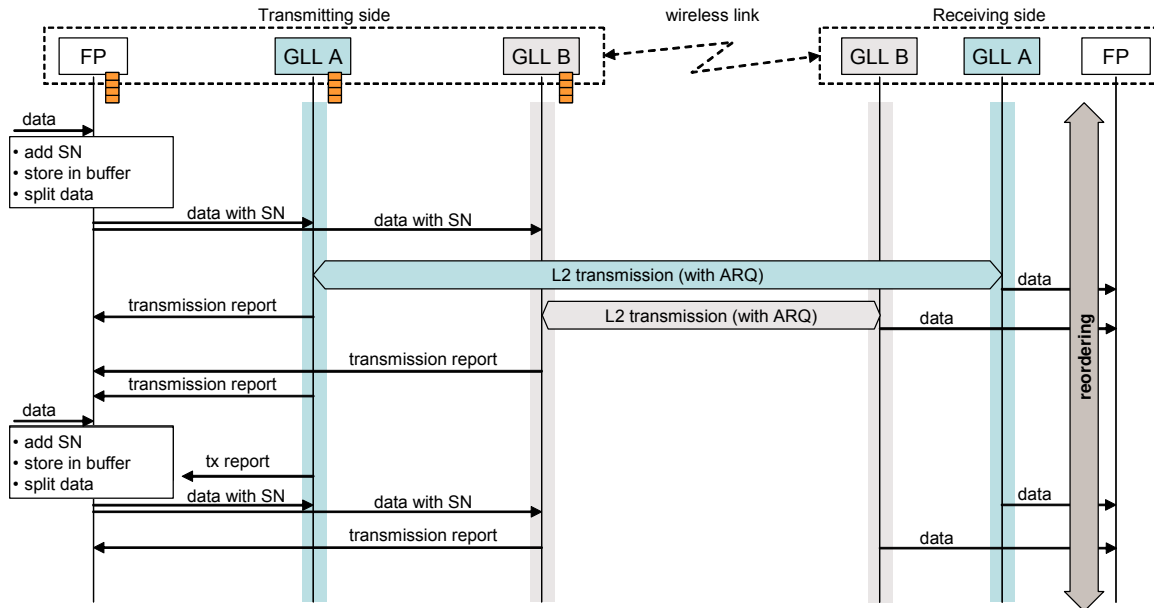 Transmitting side
wireless link
Receiving side
FP
GLL A
GLL B
GLL B
GLL A
FP
data
• add SN
• store in buffer
• split data
data with SN
data with SN
L2 transmission (with ARQ)
data
transmission report
L2 transmission (with ARQ)
data
transmission report
transmission report
reordering
data
• add SN
• store in buffer
• split data
tx report
data with SN
data with SN
data
transmission report
data